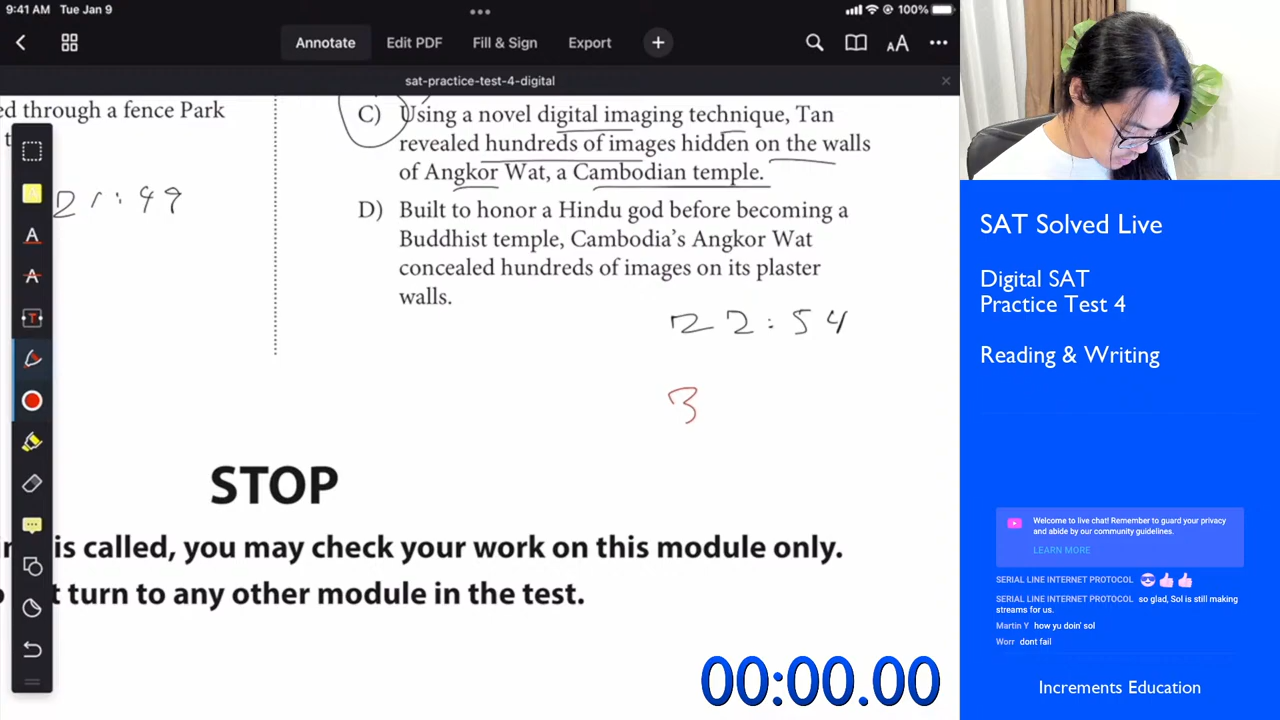 9:41 AM Tue Jan 9
100%
Annotate
Edit PDF
Fill & Sign
Export
sat-practice-test-4-digital
ed through a fence Park
21:49
C) Using a novel digital imaging technique, Tan
revealed hundreds of images hidden on the walls
of Angkor Wat, a Cambodian temple.
D) Built to honor a Hindu god before becoming a
Buddhist temple, Cambodia's Angkor Wat
concealed hundreds of images on its plaster
walls.
22:54
3
STOP
is called, you may check your work on this module only.
t turn to any other module in the test.
00:00.00
SAT Solved Live
Digital SAT
Practice Test 4
Reading & Writing
Welcome to live chat! Remember to guard your privacy
and abide by our community guidelines.
LEARN MORE
SERIAL LINE INTERNET PROTOCOL 😎👍👍
SERIAL LINE INTERNET PROTOCOL so glad, Sol is still making
streams for us.
Martin Y how yu doin' sol
Worr dont fail
Increments Education